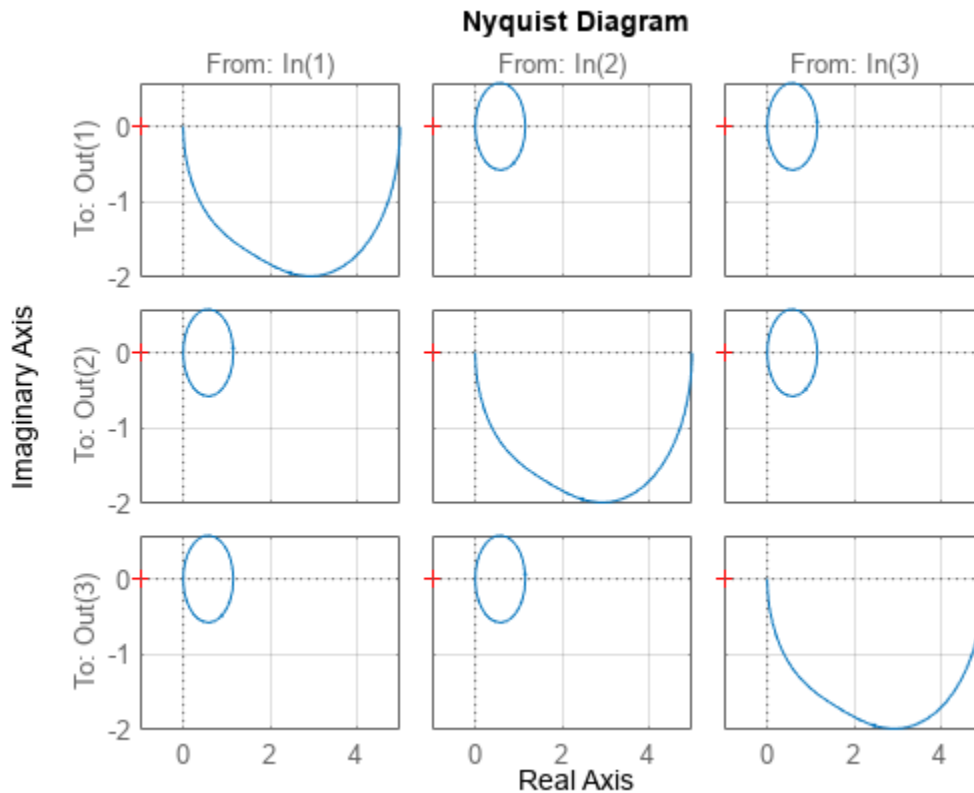 Nyquist Diagram
From: In(1) From: In(2) From: In(3)
To: Out(1)
0
-1
-2
To: Out(2)
0
-1
-2
To: Out(3)
0
-1
-2
Imaginary Axis
0 2 4 0 2 4 0 2 4
Real Axis